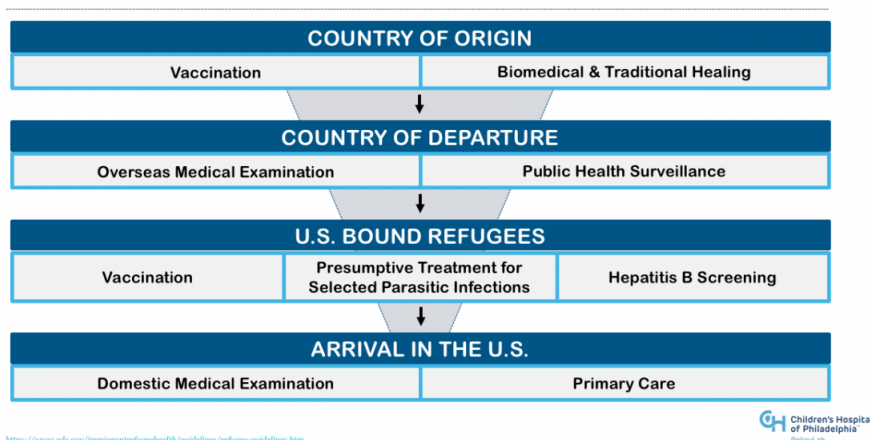 COUNTRY OF ORIGIN
Vaccination
Biomedical & Traditional Healing
COUNTRY OF DEPARTURE
Overseas Medical Examination
Public Health Surveillance
U.S. BOUND REFUGEES
Vaccination
Presumptive Treatment for
Selected Parasitic Infections
Hepatitis B Screening
ARRIVAL IN THE U.S.
Domestic Medical Examination
Primary Care
CH Children's Hospita
of Philadelphia